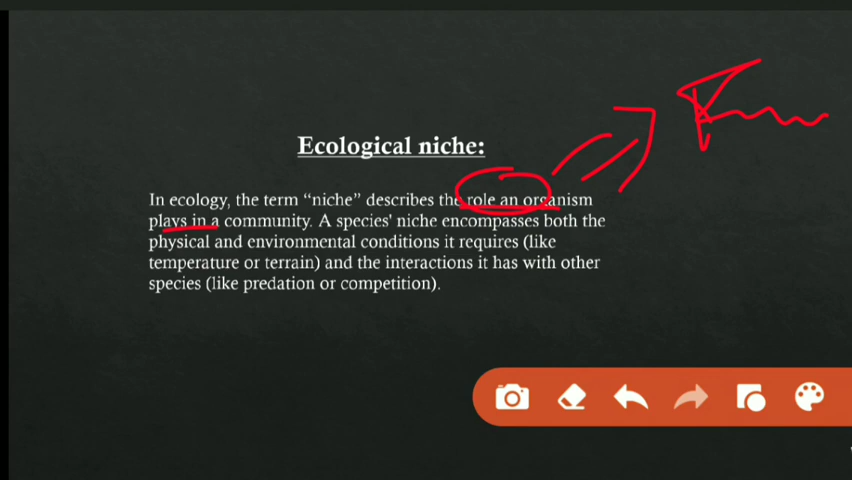 Ecological niche:
In ecology, the term “niche” describes the role an organism
plays in a community. A species' niche encompasses both the
physical and environmental conditions it requires (like
temperature or terrain) and the interactions it has with other
species (like predation or competition).